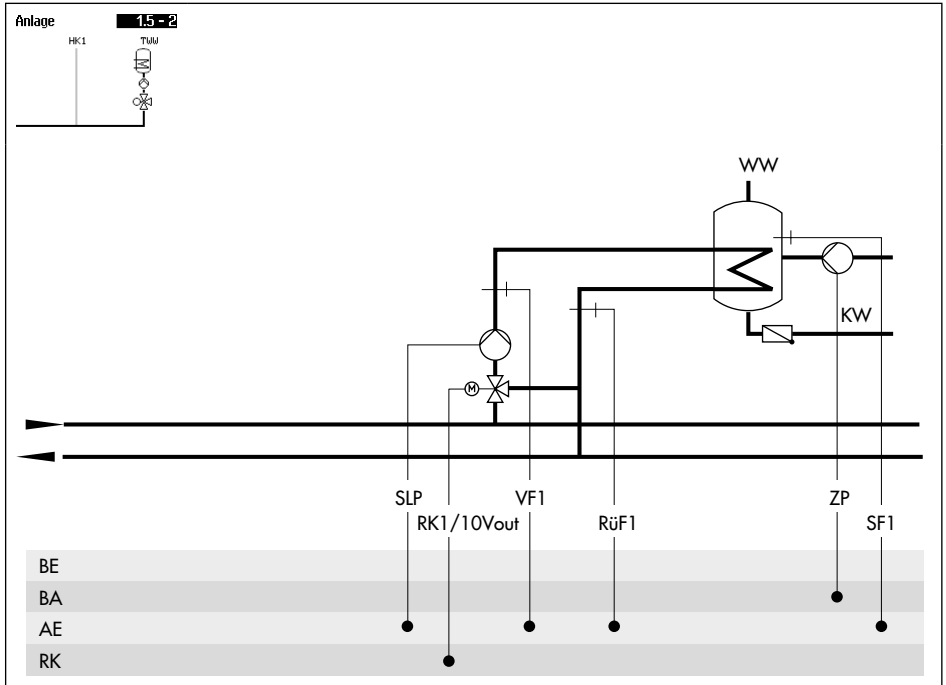 Anlage 1.5 - 2
HK1 TWW
WW
KW
M
SLP VF1 ZP
RK1/10Vout RüF1 SF1
BE
BA
AE
RK